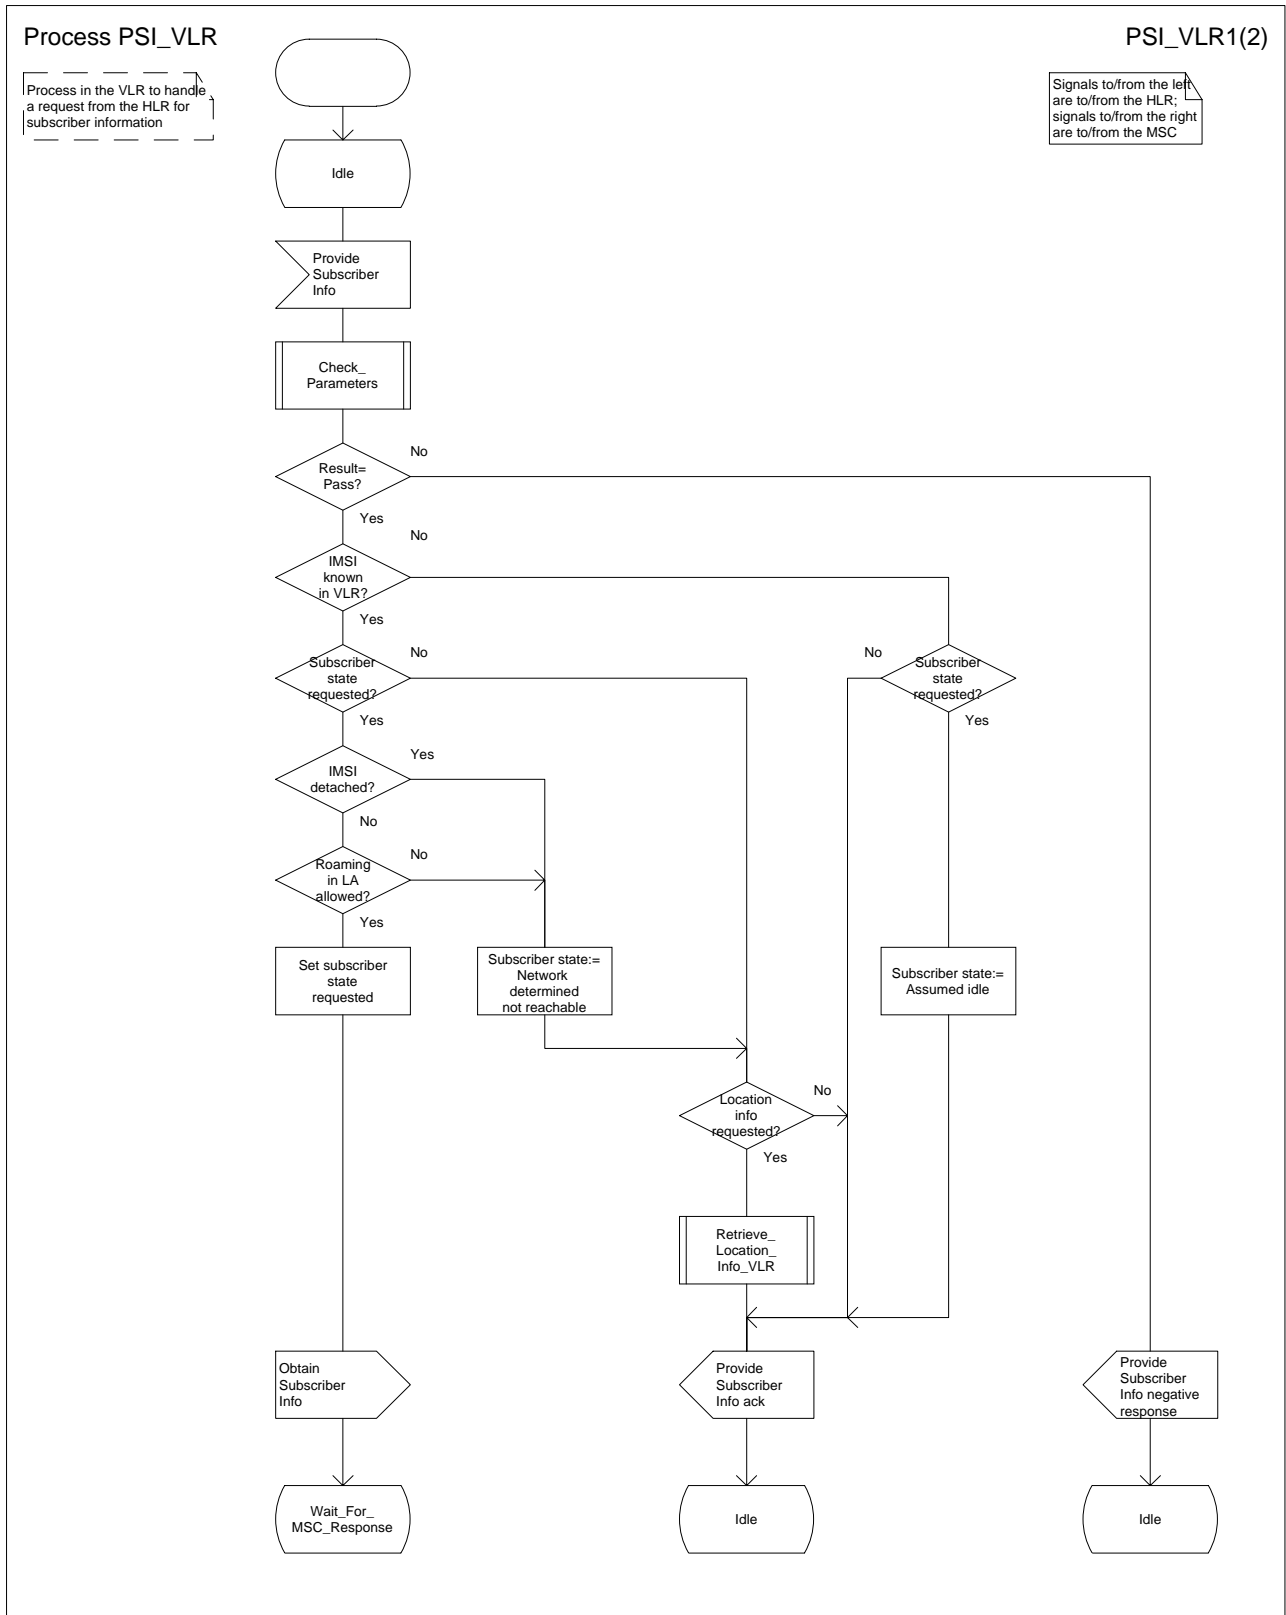 Process PSI_VLR
PSI_VLR1(2)
Process in the VLR to handle
a request from the HLR for
subscriber information
Signals to/from the left
are to/from the HLR;
signals to/from the right
are to/from the MSC
Idle
Provide
Subscriber
Info
Check_
Parameters
Result=
Pass?
No
Yes
IMSI
known
in VLR?
No
Yes
Subscriber
state
requested?
No
Yes
No
Subscriber
state
requested?
Yes
IMSI
detached?
Yes
No
Roaming
in LA
allowed?
No
Yes
Set subscriber
state
requested
Subscriber state:=
Network
determined
not reachable
Subscriber state:=
Assumed idle
Location
info
requested?
No
Yes
Retrieve_
Location_
Info_VLR
Obtain
Subscriber
Info
Provide
Subscriber
Info ack
Provide
Subscriber
Info negative
response
Wait_For_
MSC_Response
Idle
Idle